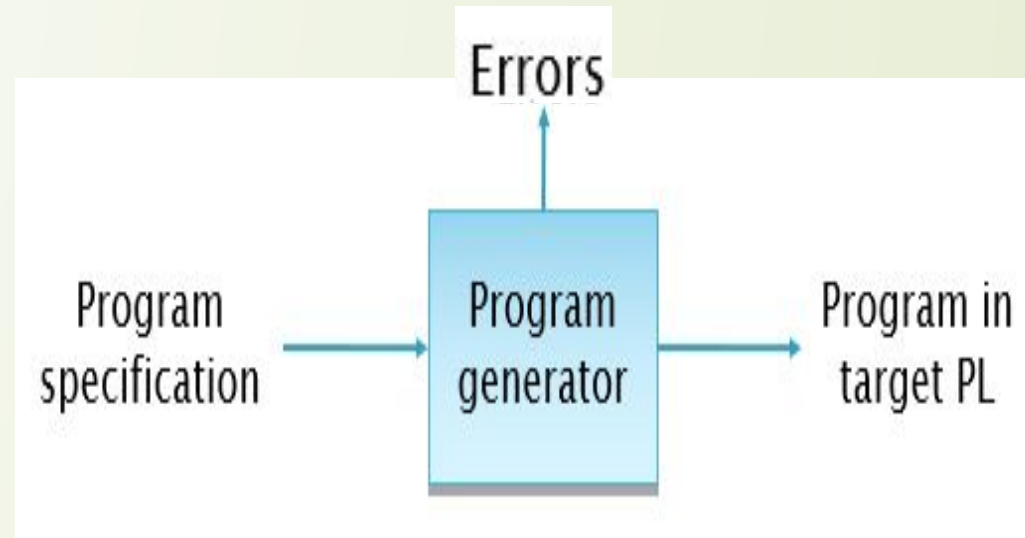 Errors
Program
specification
Program
generator
Program in
target PL